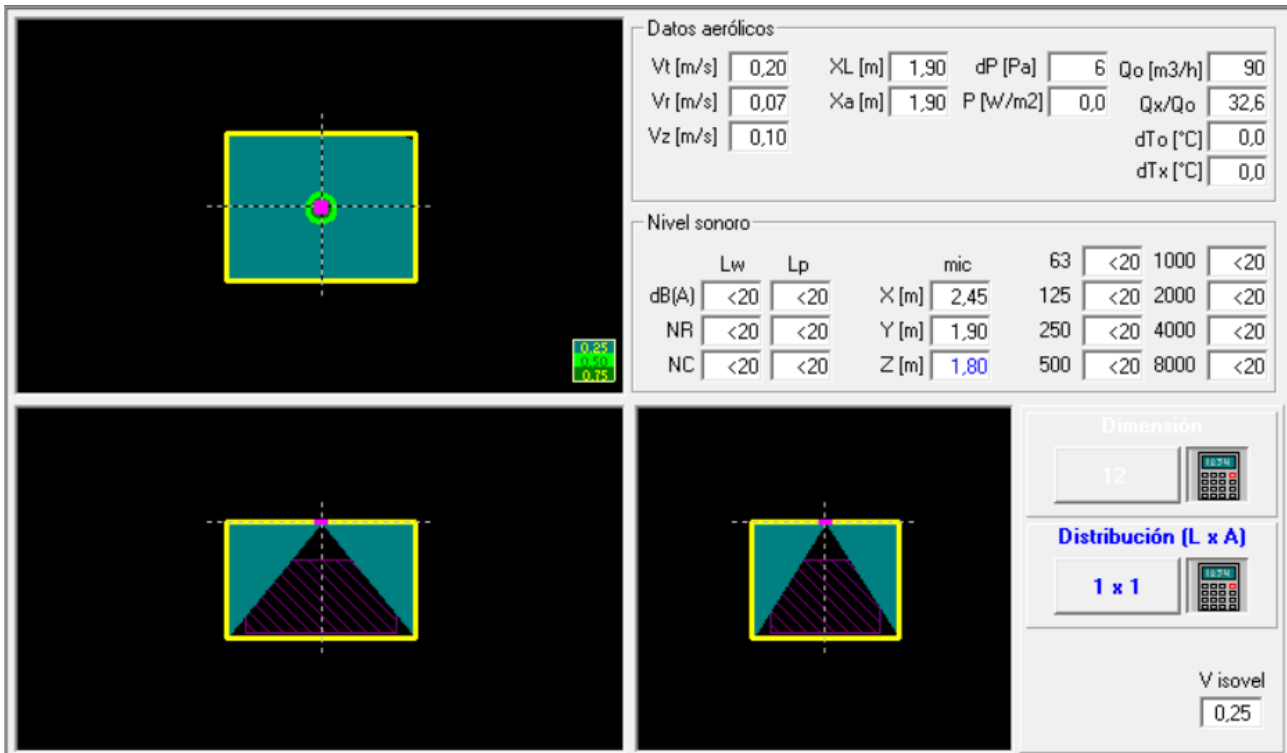 Datos aerólicos
Vt [m/s] 0,20 XL [m] 1,90 dP [Pa] 6 Qo [m3/h] 90
Vr [m/s] 0,07 Xa [m] 1,90 P [W/m2] 0,0 Qx/Qo 32,6
Vz [m/s] 0,10 dTo [°C] 0,0
dTx [°C] 0,0
Nivel sonoro
Lw Lp mic 63 <20 1000 <20
dB(A) <20 <20 X [m] 2,45 125 <20 2000 <20
NR <20 <20 Y [m] 1,90 250 <20 4000 <20
NC <20 <20 Z [m] 1,80 500 <20 8000 <20
0.25
0.50
0.75
Dimensión
12
1234
Distribución (L x A)
1 x 1
1234
V isovel
0,25